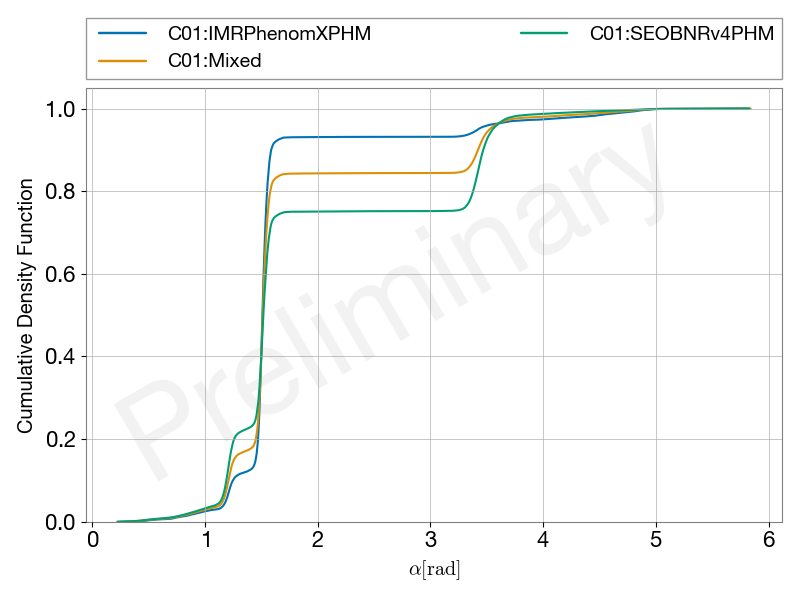 C01:IMRPhenomXPHM
C01:SEOBNRv4PHM
C01:Mixed
Preliminary
Cumulative Density Function
1.0
0.8
0.6
0.4
0.2
0.0
0 1 2 3 4 5 6
α[rad]